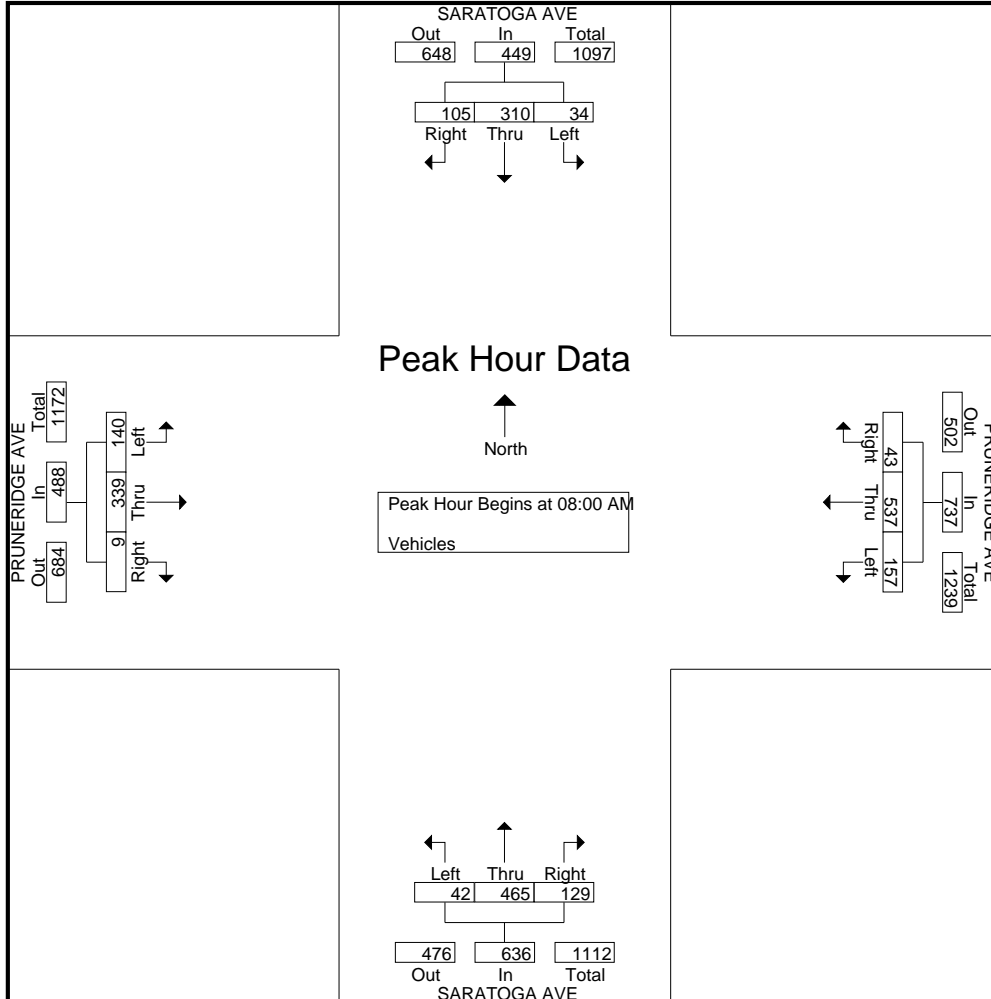 SARATOGA AVE
Out In Total
648 449 1097
105 310 34
Right Thru Left
Peak Hour Data
North
Peak Hour Begins at 08:00 AM
Vehicles
PRUNERIDGE AVE
Total In Out
1172 488 684
140 339 9
Left Thru Right
PRUNERIDGE AVE
Out In Total
502 737 1239
43 537 157
Right Thru Left
Left Thru Right
42 465 129
476 636 1112
Out In Total
SARATOGA AVE